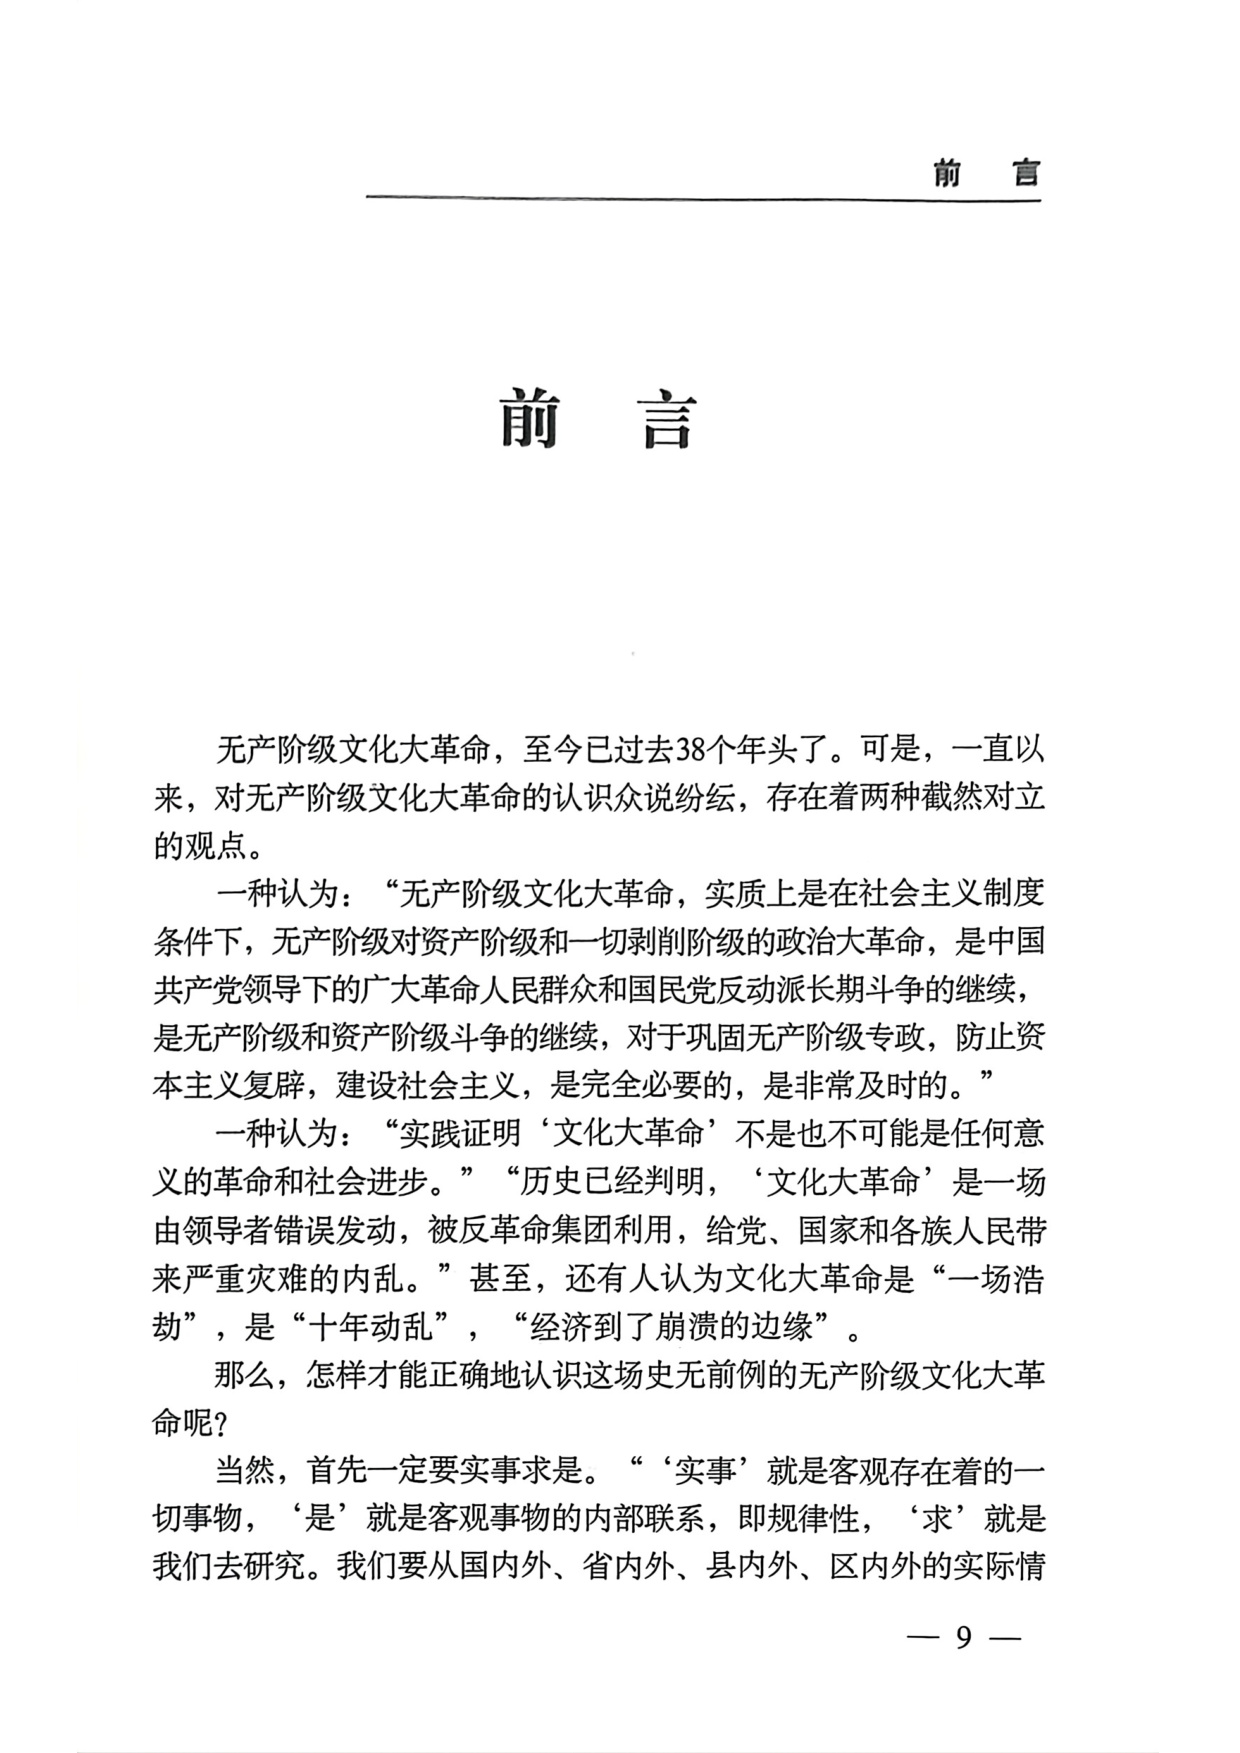 前 言
前 言
无产阶级文化大革命，至今已过去38个年头了。可是，一直以
来，对无产阶级文化大革命的认识众说纷纭，存在着两种截然对立
的观点。
一种认为：“无产阶级文化大革命，实质上是在社会主义制度
条件下，无产阶级对资产阶级和一切剥削阶级的政治大革命，是中国
共产党领导下的广大革命人民群众和国民党反动派长期斗争的继续，
是无产阶级和资产阶级斗争的继续，对于巩固无产阶级专政，防止资
本主义复辟，建设社会主义，是完全必要的，是非常及时的。”
一种认为：“实践证明‘文化大革命’不是也不可能是任何意
义的革命和社会进步。”“历史已经判明，‘文化大革命’是一场
由领导者错误发动，被反革命集团利用，给党、国家和各族人民带
来严重灾难的内乱。”甚至，还有人认为文化大革命是“一场浩
劫”，是“十年动乱”，“经济到了崩溃的边缘”。
那么，怎样才能正确地认识这场史无前例的无产阶级文化大革
命呢？
当然，首先一定要实事求是。“‘实事’就是客观存在着的一
切事物，‘是’就是客观事物的内部联系，即规律性，‘求’就是
我们去研究。我们要从国内外、省内外、县内外、区内外的实际情
— 9 —